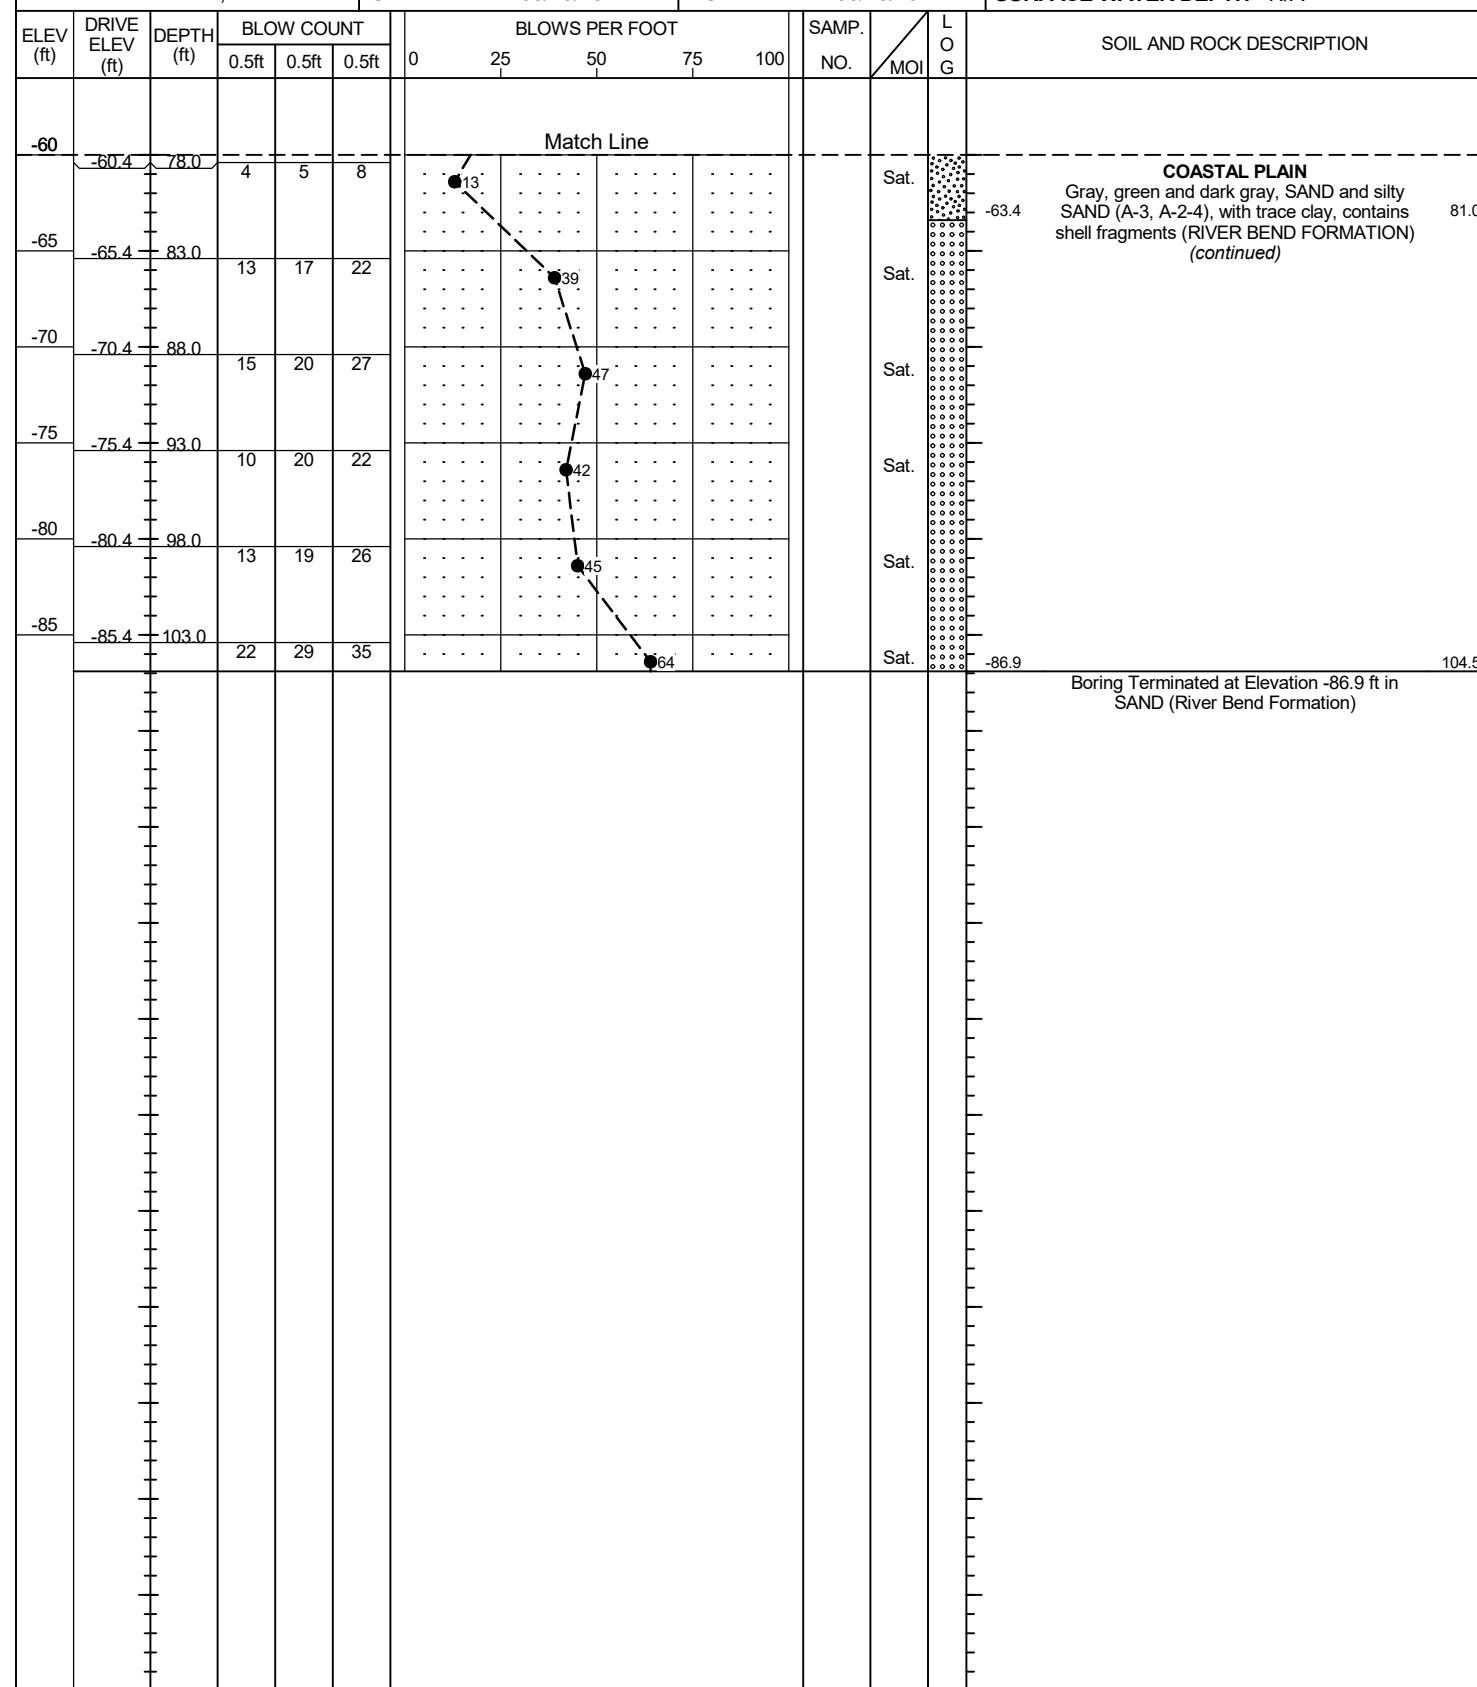 ELEV (ft) DRIVE ELEV (ft) DEPTH (ft) BLOW COUNT 0.5ft 0.5ft 0.5ft BLOWS PER FOOT 0 25 50 75 100 SAMP. NO. MOI LOG SOIL AND ROCK DESCRIPTION
Match Line
-60
-60.4 78.0 4 5 8 13 Sat.
COASTAL PLAIN
Gray, green and dark gray, SAND and silty
-63.4 SAND (A-3, A-2-4), with trace clay, contains 81.0
shell fragments (RIVER BEND FORMATION)
(continued)
-65
-65.4 83.0 13 17 22 39 Sat.
-70
-70.4 88.0 15 20 27 47 Sat.
-75
-75.4 93.0 10 20 22 42 Sat.
-80
-80.4 98.0 13 19 26 45 Sat.
-85
-85.4 103.0 22 29 35 64 Sat.
-86.9 104.5
Boring Terminated at Elevation -86.9 ft in
SAND (River Bend Formation)